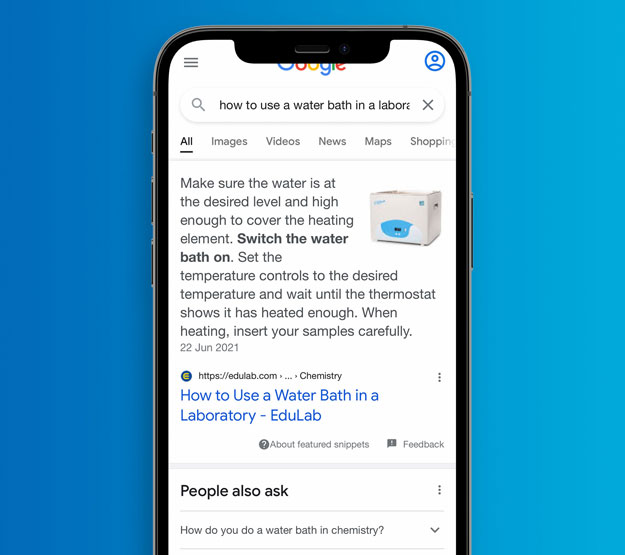 Google
how to use a water bath in a labora
All Images Videos News Maps Shopping
Make sure the water is at
the desired level and high
enough to cover the heating
element. Switch the water
bath on. Set the
temperature controls to the desired
temperature and wait until the thermostat
shows it has heated enough. When
heating, insert your samples carefully.
22 Jun 2021
https://edulab.com › ... › Chemistry
How to Use a Water Bath in a
Laboratory - EduLab
About featured snippets Feedback
People also ask
How do you do a water bath in chemistry?